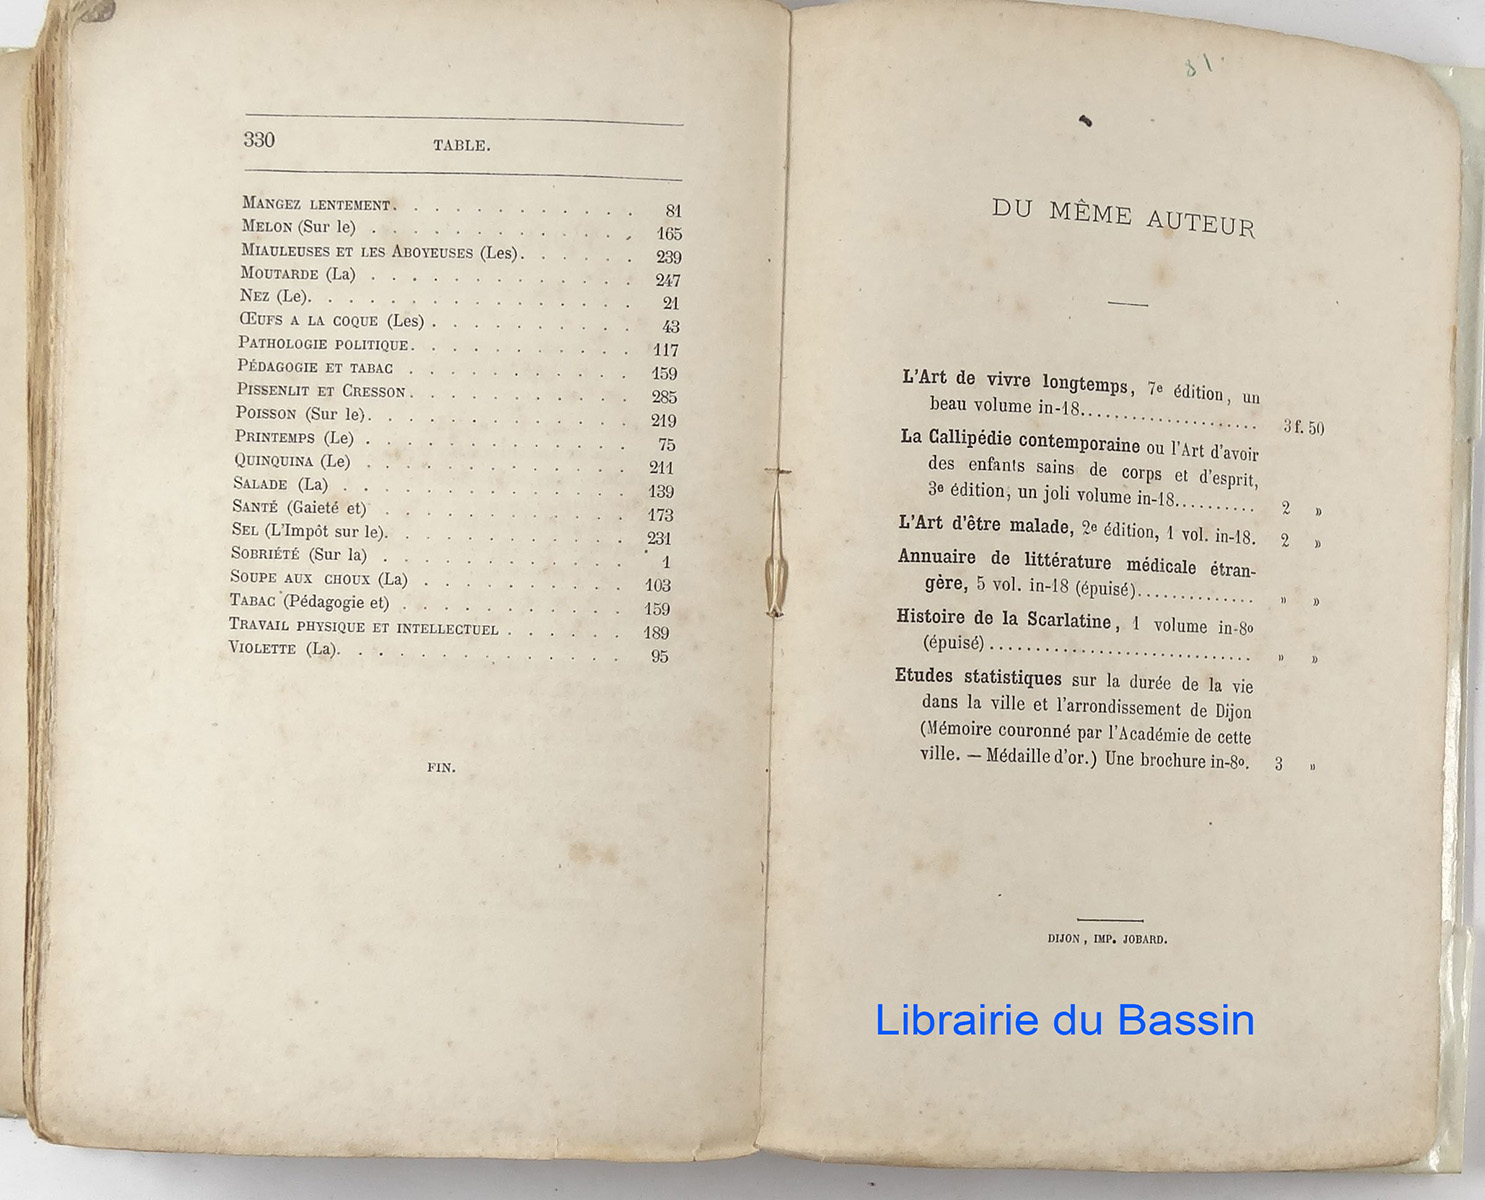 330 TABLE.
MANGEZ LENTEMENT. . . . . . . . . . . . 81
MELON (Sur le) . . . . . . . . . . . . 165
MIAULEUSES ET LES ABOYEUSES (Les). . . . . . 239
MOUTARDE (La) . . . . . . . . . . . . 247
NEZ (Le). . . . . . . . . . . . . . 21
ŒUFS A LA COQUE (Les) . . . . . . . . . 43
PATHOLOGIE POLITIQUE. . . . . . . . . . 117
PÉDAGOGIE ET TABAC . . . . . . . . . . 159
PISSENLIT ET CRESSON. . . . . . . . . . 285
POISSON (Sur le). . . . . . . . . . . . 219
PRINTEMPS (Le) . . . . . . . . . . . . 75
QUINQUINA (Le) . . . . . . . . . . . . 211
SALADE (La) . . . . . . . . . . . . . 139
SANTÉ (Gaieté et) . . . . . . . . . . . 173
SEL (L'Impôt sur le). . . . . . . . . . . 231
SOBRIÉTÉ (Sur la) . . . . . . . . . . . 1
SOUPE AUX CHOUX (La) . . . . . . . . . 103
TABAC (Pédagogie et) . . . . . . . . . . 159
TRAVAIL PHYSIQUE ET INTELLECTUEL . . . . . . 189
VIOLETTE (La). . . . . . . . . . . . . 95
FIN.
81.
DU MÊME AUTEUR
L'Art de vivre longtemps, 7e édition, un
beau volume in-18................... 3 f. 50
La Callipédie contemporaine ou l'Art d'avoir
des enfants sains de corps et d'esprit,
3e édition, un joli volume in-18.......... 2 »
L'Art d'être malade, 2e édition, 1 vol. in-18. 2 »
Annuaire de littérature médicale étran-
gère, 5 vol. in-18 (épuisé).............. » »
Histoire de la Scarlatine, 1 volume in-8o
(épuisé)............................. » »
Etudes statistiques sur la durée de la vie
dans la ville et l'arrondissement de Dijon
(Mémoire couronné par l'Académie de cette
ville. — Médaille d'or.) Une brochure in-8o. 3 »
DIJON, IMP. JOBARD.
Librairie du Bassin